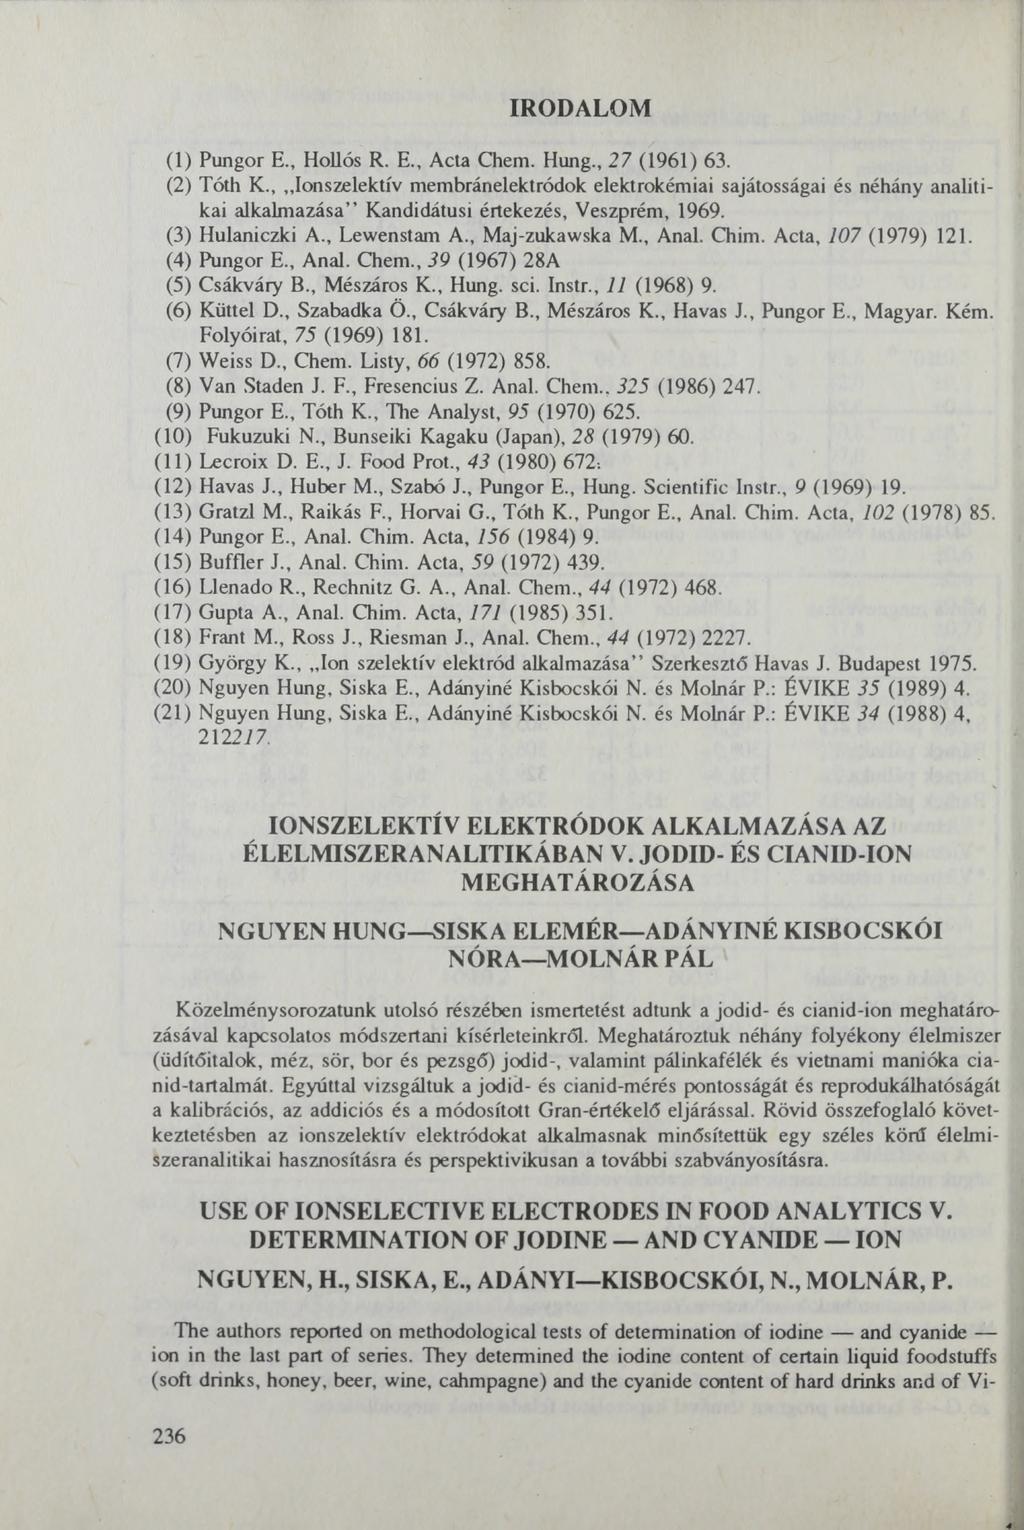 IRODALOM
(1) Pungor E., Hollós R. E., Acta Chem. Hung., 27 (1961) 63.
(2) Tóth K., „Ionszelektív membránelektródok elektrokémiai sajátosságai és néhány analiti-
kai alkalmazása” Kandidátusi értekezés, Veszprém, 1969.
(3) Hulaniczki A., Lewenstam A., Maj-zukawska M., Anal. Chim. Acta, 107 (1979) 121.
(4) Pungor E., Anal. Chem., 39 (1967) 28A
(5) Csákváry B., Mészáros K., Hung. sci. Instr., 11 (1968) 9.
(6) Küttel D., Szabadka Ö., Csákváry B., Mészáros K., Havas J., Pungor E., Magyar. Kém.
Folyóirat, 75 (1969) 181.
(7) Weiss D., Chem. Listy, 66 (1972) 858.
(8) Van Staden J. F., Fresencius Z. Anal. Chem., 325 (1986) 247.
(9) Pungor E., Tóth K., The Analyst, 95 (1970) 625.
(10) Fukuzuki N., Bunseiki Kagaku (Japan), 28 (1979) 60.
(11) Lecroix D. E., J. Food Prot., 43 (1980) 672.
(12) Havas J., Huber M., Szabó J., Pungor E., Hung. Scientific Instr., 9 (1969) 19.
(13) Gratzl M., Raikás F., Horvai G., Tóth K., Pungor E., Anal. Chim. Acta, 102 (1978) 85.
(14) Pungor E., Anal. Chim. Acta, 156 (1984) 9.
(15) Buffler J., Anal. Chim. Acta, 59 (1972) 439.
(16) Llenado R., Rechnitz G. A., Anal. Chem., 44 (1972) 468.
(17) Gupta A., Anal. Chim. Acta, 171 (1985) 351.
(18) Frant M., Ross J., Riesman J., Anal. Chem., 44 (1972) 2227.
(19) György K., „Ion szelektív elektród alkalmazása” Szerkesztő Havas J. Budapest 1975.
(20) Nguyen Hung, Siska E., Adányiné Kisbocskói N. és Molnár P.: ÉVIKE 35 (1989) 4.
(21) Nguyen Hung, Siska E., Adányiné Kisbocskói N. és Molnár P.: ÉVIKE 34 (1988) 4,
212217.
IONSZELEKTÍV ELEKTRÓDOK ALKALMAZÁSA AZ
ÉLELMISZERANALITIKÁBAN V. JODID- ÉS CIANID-ION
MEGHATÁROZÁSA
NGUYEN HUNG—SISKA ELEMÉR—ADÁNYINÉ KISBOCSKÓI
NÓRA—MOLNÁR PÁL
Közelménysorozatunk utolsó részében ismertetést adtunk a jodid- és cianid-ion meghatáro-
zásával kapcsolatos módszertani kísérleteinkről. Meghatároztuk néhány folyékony élelmiszer
(üdítőitalok, méz, sör, bor és pezsgő) jodid-, valamint pálinkafélék és vietnami manióka cia-
nid-tartalmát. Egyúttal vizsgáltuk a jodid- és cianid-mérés pontosságát és reprodukálhatóságát
a kalibrációs, az addiciós és a módosított Gran-értékelő eljárással. Rövid összefoglaló követ-
keztetésben az ionszelektív elektródokat alkalmasnak minősítettük egy széles körű élelmi-
szeranalitikai hasznosításra és perspektivikusan a további szabványosításra.
USE OF IONSELECTIVE ELECTRODES IN FOOD ANALYTICS V.
DETERMINATION OF JODINE — AND CYANIDE — ION
NGUYEN, H., SISKA, E., ADÁNYI—KISBOCSKÓI, N., MOLNÁR, P.
The authors reported on methodological tests of determination of iodine — and cyanide —
ion in the last part of series. They determined the iodine content of certain liquid foodstuffs
(soft drinks, honey, beer, wine, cahmpagne) and the cyanide content of hard drinks and of Vi-
236